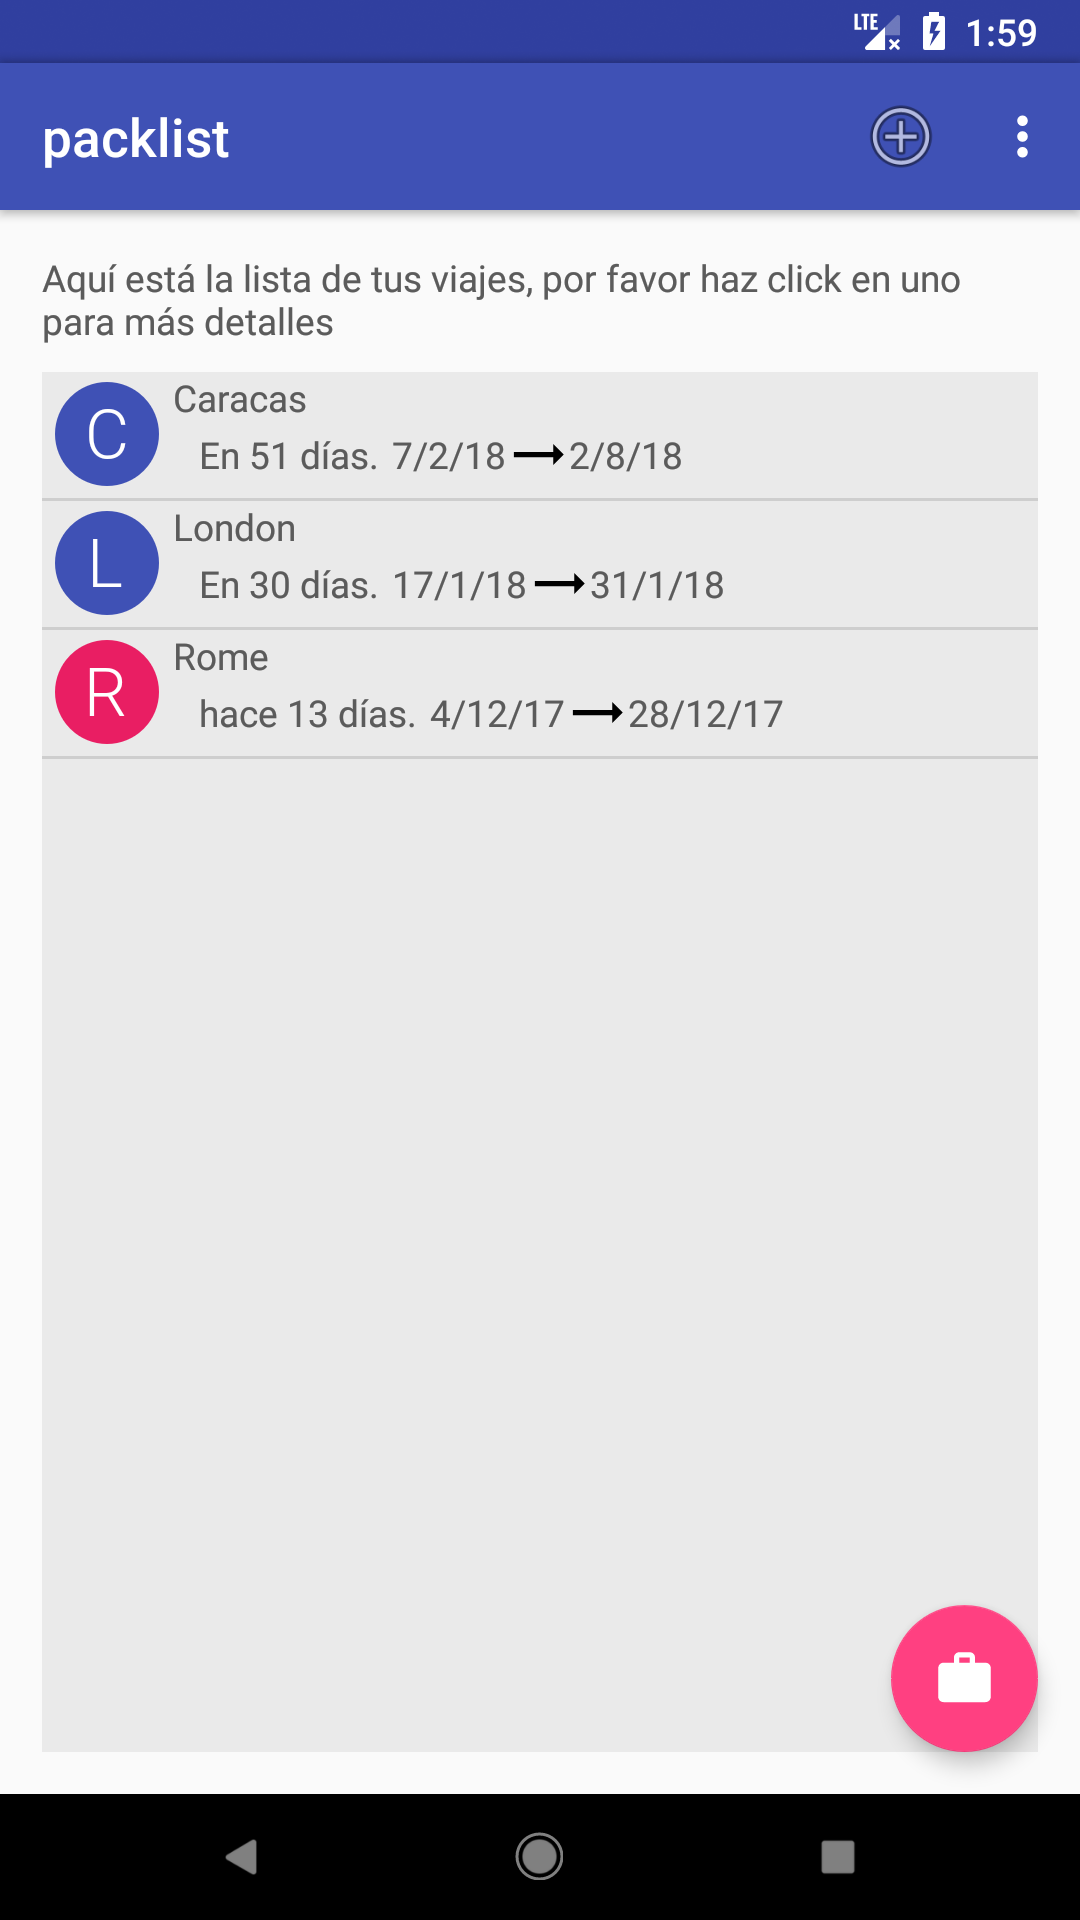 LTE 1:59
packlist
Aquí está la lista de tus viajes, por favor haz click en uno
para más detalles
C Caracas
En 51 días. 7/2/18 → 2/8/18
L London
En 30 días. 17/1/18 → 31/1/18
R Rome
hace 13 días. 4/12/17 → 28/12/17